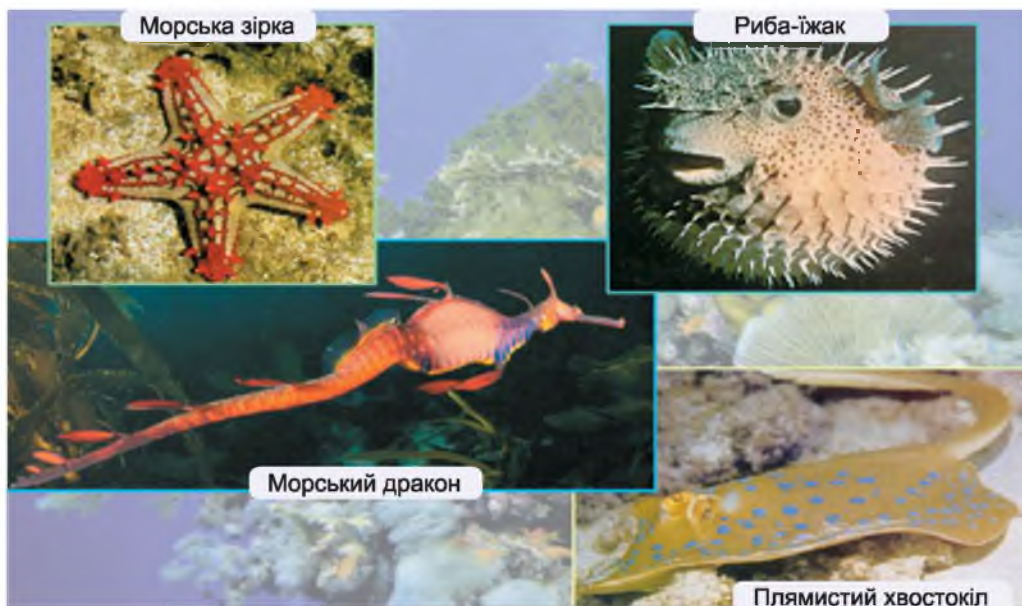 Морська зірка
Риба-їжак
Морський дракон
Плямистий хвостокіл